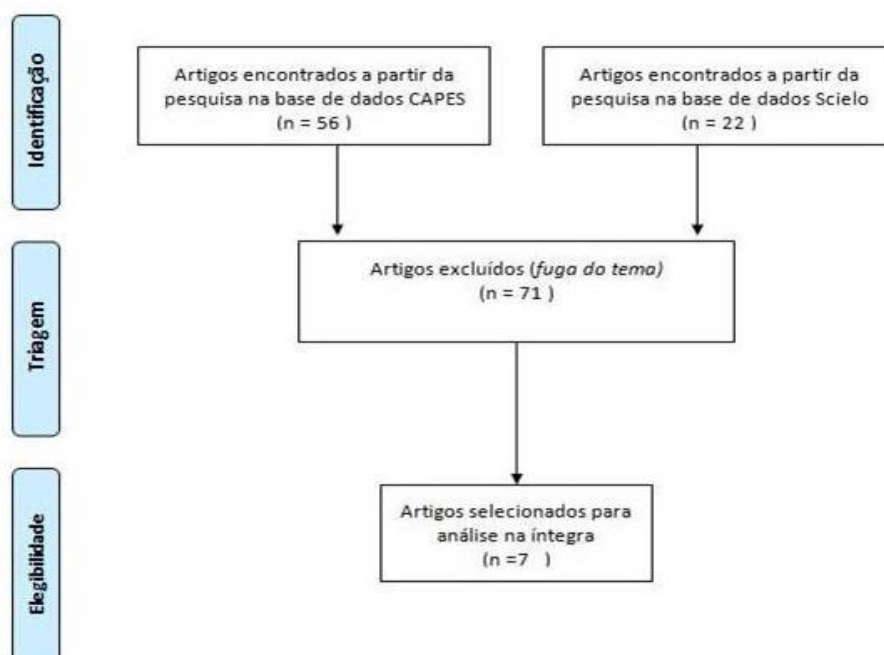 Identificação
Artigos encontrados a partir da
pesquisa na base de dados CAPES
(n = 56 )
Artigos encontrados a partir da
pesquisa na base de dados Scielo
(n = 22 )
Triagem
Artigos excluídos (fuga do tema)
(n = 71 )
Elegibilidade
Artigos selecionados para
análise na íntegra
(n =7 )